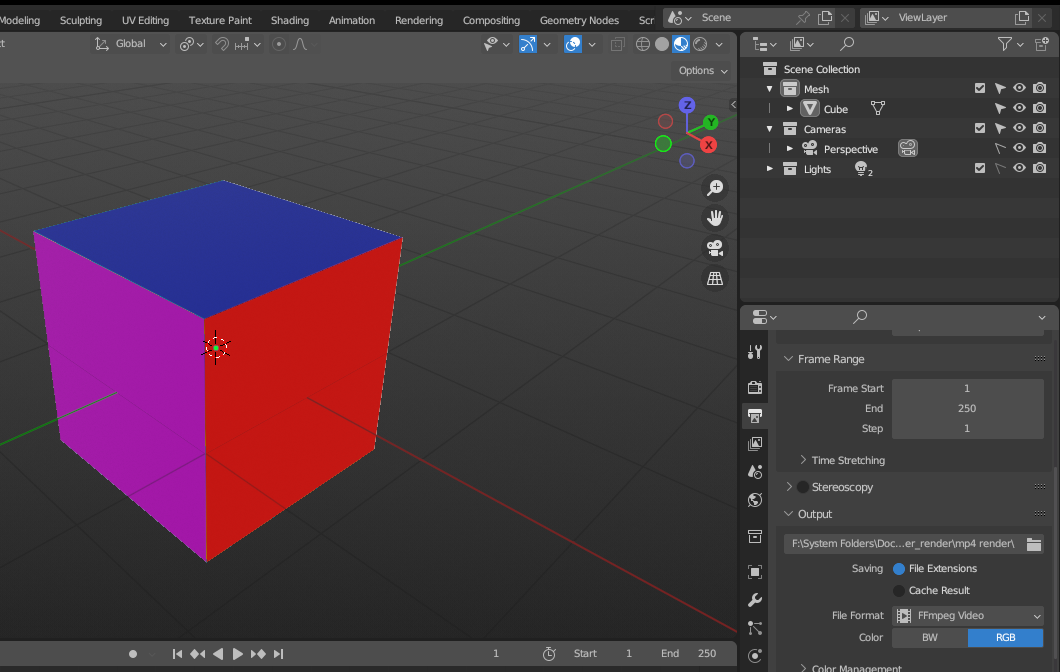 Modeling Sculpting UV Editing Texture Paint Shading Animation Rendering Compositing Geometry Nodes Scr Scene ViewLayer
ct Global
Options
Z
Y
X
Scene Collection
Mesh
Cube
Cameras
Perspective
Lights 2
Frame Range
Frame Start 1
End 250
Step 1
Time Stretching
Stereoscopy
Output
F:\System Folders\Doc...er_render\mp4 render\
Saving File Extensions
Cache Result
File Format FFmpeg Video
Color BW RGB
1 Start 1 End 250
Color Management